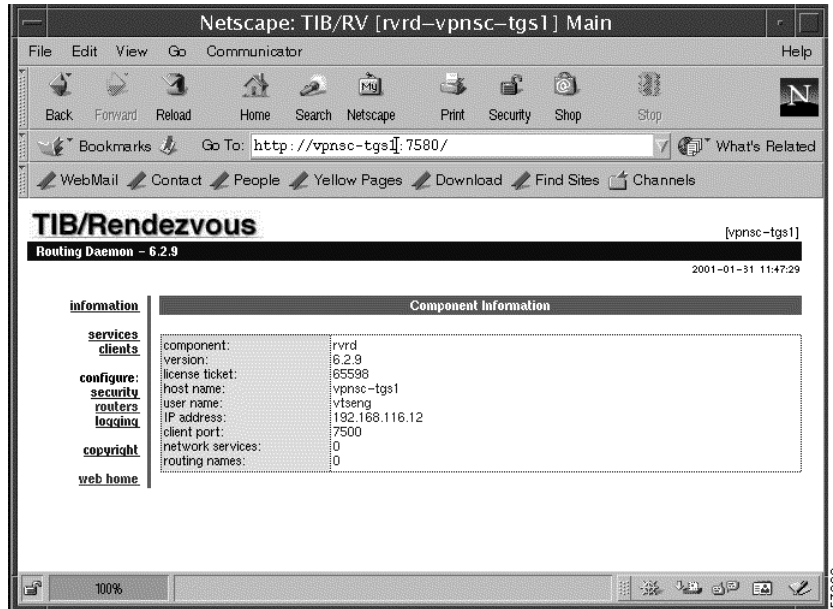 Netscape: TIB/RV [rvrd-vpnsc-tgs1] Main
File Edit View Go Communicator Help
Back Forward Reload Home Search Netscape Print Security Shop Stop
My
N
Bookmarks Go To: http://vpnsc-tgs1:7580/ What's Related
WebMail Contact People Yellow Pages Download Find Sites Channels
TIB/Rendezvous
[vpnsc-tgs1]
Routing Daemon - 6.2.9
2001-01-31 11:47:29
information
services
clients
configure:
security
routers
logging
copyright
web home
Component Information
component: rvrd
version: 6.2.9
license ticket: 65598
host name: vpnsc-tgs1
user name: vtseng
IP address: 192.168.116.12
client port: 7500
network services: 0
routing names: 0
100%